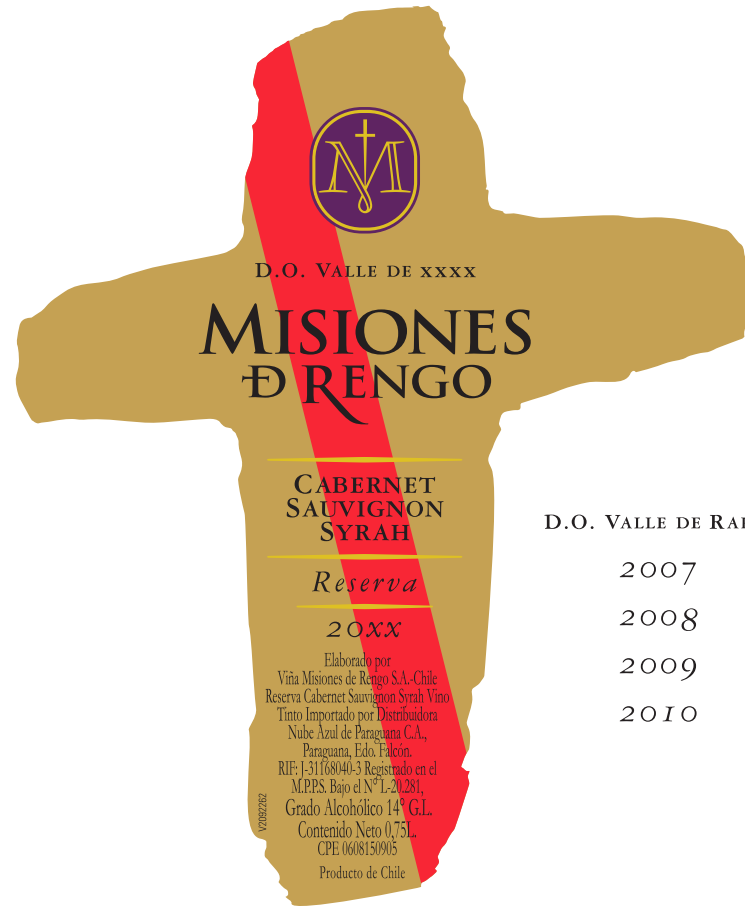 M
D.O. VALLE DE XXXX
MISIONES
Đ RENGO
CABERNET
SAUVIGNON
SYRAH
Reserva
20xx
Elaborado por
Viña Misiones de Rengo S.A.-Chile
Reserva Cabernet Sauvignon Syrah Vino
Tinto Importado por Distribuidora
Nube Azul de Paraguana C.A.,
Paraguana, Edo. Falcón.
RIF: J-31168040-3 Registrado en el
M.P.P.S. Bajo el N° L-20.281,
Grado Alcohólico 14° G.L.
Contenido Neto 0,75L.
CPE 0608150905
Producto de Chile
V2092262
D.O. VALLE DE
2007
2008
2009
2010